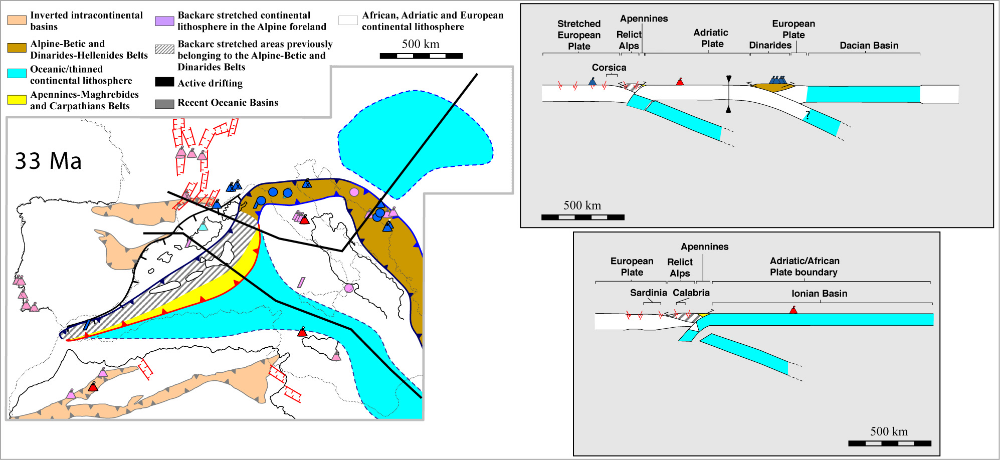 Inverted intracontinental
basins
Alpine-Betic and
Dinarides-Hellenides Belts
Oceanic/thinned
continental lithosphere
Apennines-Maghrebides
and Carpathians Belts
Backarc stretched continental
lithosphere in the Alpine foreland
Backarc stretched areas previously
belonging to the Alpine-Betic and
Dinarides Belts
Active drifting
Recent Oceanic Basins
African, Adriatic and European
continental lithosphere
500 km
33 Ma
Stretched
European
Plate
Apennines
Relict
Alps
Adriatic
Plate
European
Plate
Dinarides
Dacian Basin
Corsica
?
500 km
Apennines
European
Plate
Relict
Alps
Adriatic/African
Plate boundary
Sardinia
Calabria
Ionian Basin
500 km